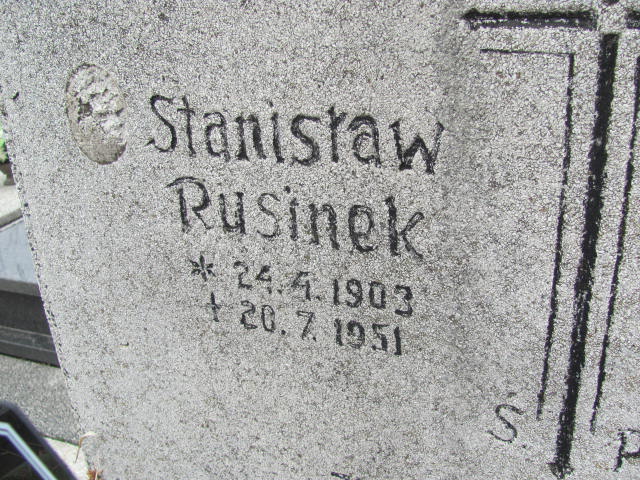 Stanisław
Rusinek
* 24.4.1903
† 20.7.1951
Ś P